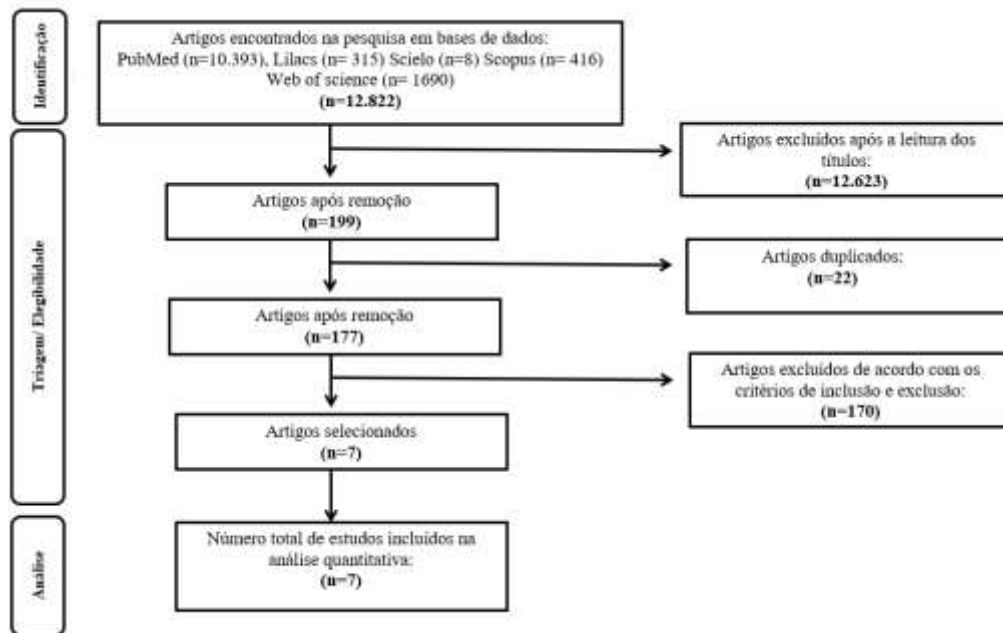 Identificação
Artigos encontrados na pesquisa em bases de dados:
PubMed (n=10.393), Lilacs (n= 315) Scielo (n=8) Scopus (n= 416)
Web of science (n= 1690)
(n=12.822)
Artigos excluídos após a leitura dos
títulos:
(n=12.623)
Triagem/ Elegibilidade
Artigos após remoção
(n=199)
Artigos duplicados:
(n=22)
Artigos após remoção
(n=177)
Artigos excluídos de acordo com os
critérios de inclusão e exclusão:
(n=170)
Artigos selecionados
(n=7)
Análise
Número total de estudos incluídos na
análise quantitativa:
(n=7)